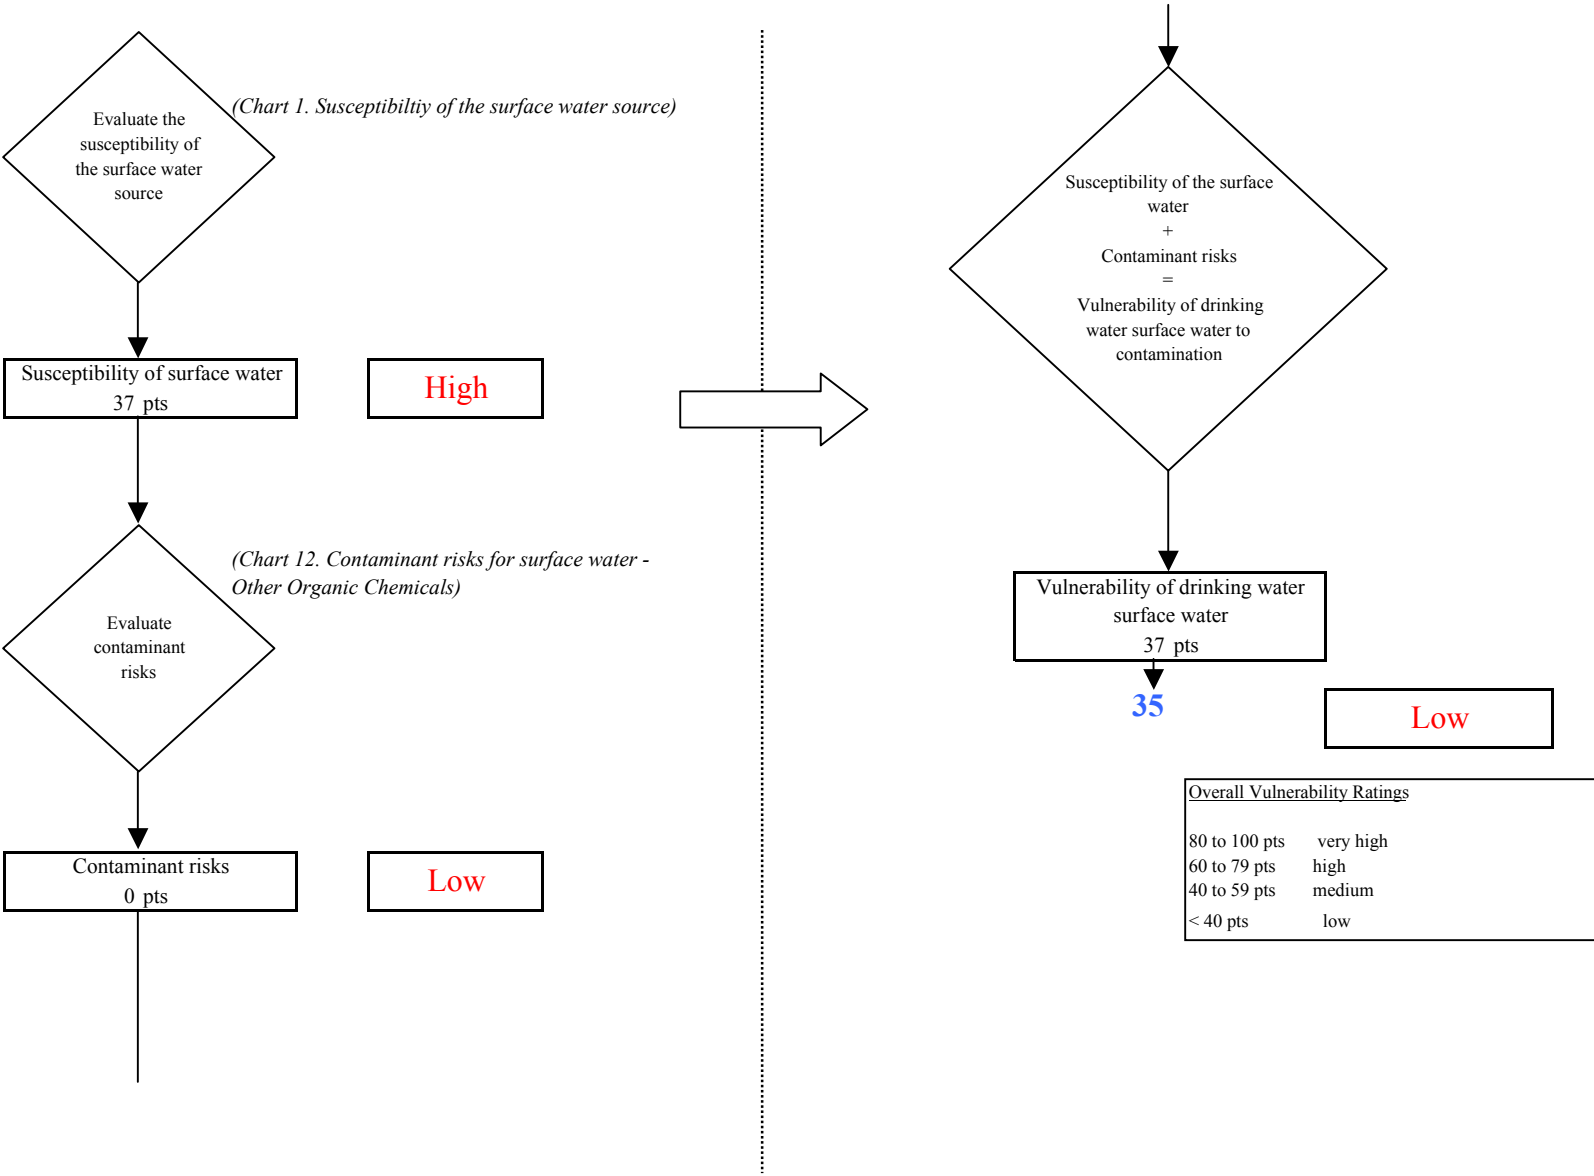 Evaluate the
susceptibility of
the surface water
source
(Chart 1. Susceptibiltiy of the surface water source)
Susceptibility of surface water
37 pts
High
(Chart 12. Contaminant risks for surface water -
Other Organic Chemicals)
Evaluate
contaminant
risks
Contaminant risks
0 pts
Low
Susceptibility of the surface
water
+
Contaminant risks
=
Vulnerability of drinking
water surface water to
contamination
Vulnerability of drinking water
surface water
37 pts
35
Low
Overall Vulnerability Ratings
80 to 100 pts very high
60 to 79 pts high
40 to 59 pts medium
< 40 pts low